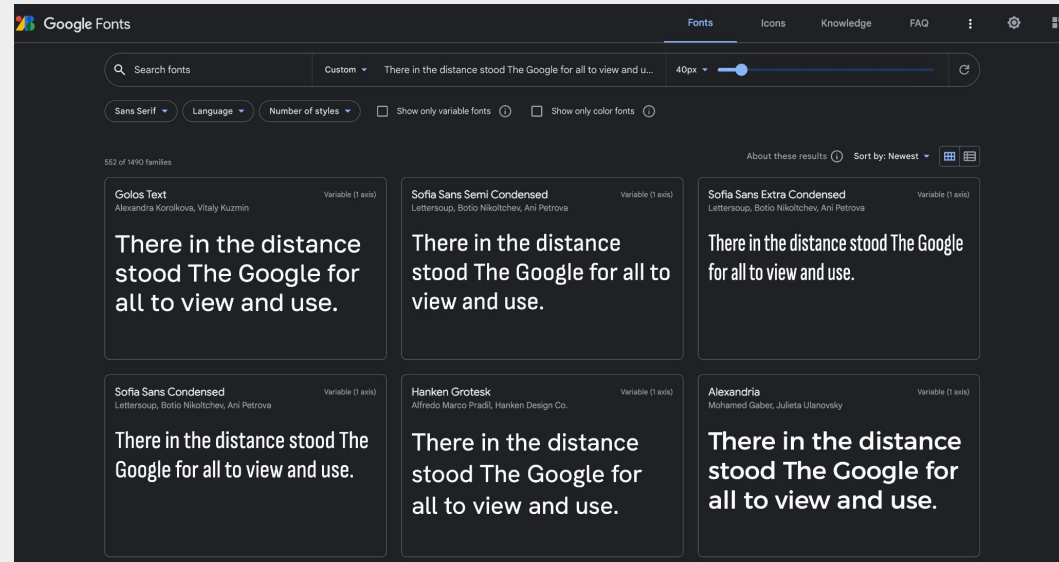 Google Fonts
Fonts
Icons
Knowledge
FAQ
Search fonts
Custom
There in the distance stood The Google for all to view and u...
40px
Sans Serif
Language
Number of styles
Show only variable fonts
Show only color fonts
552 of 1490 families
About these results
Sort by: Newest
Golos Text
Variable (1 axis)
Alexandra Korolkova, Vitaly Kuzmin
There in the distance
stood The Google for
all to view and use.
Sofia Sans Semi Condensed
Variable (1 axis)
Lettersoup, Botio Nikoltchev, Ani Petrova
There in the distance
stood The Google for all to
view and use.
Sofia Sans Extra Condensed
Variable (1 axis)
Lettersoup, Botio Nikoltchev, Ani Petrova
There in the distance stood The Google
for all to view and use.
Sofia Sans Condensed
Variable (1 axis)
Lettersoup, Botio Nikoltchev, Ani Petrova
There in the distance stood The
Google for all to view and use.
Hanken Grotesk
Variable (1 axis)
Alfredo Marco Pradil, Hanken Design Co.
There in the distance
stood The Google for
all to view and use.
Alexandria
Variable (1 axis)
Mohamed Gaber, Julieta Ulanovsky
There in the distance
stood The Google for
all to view and use.